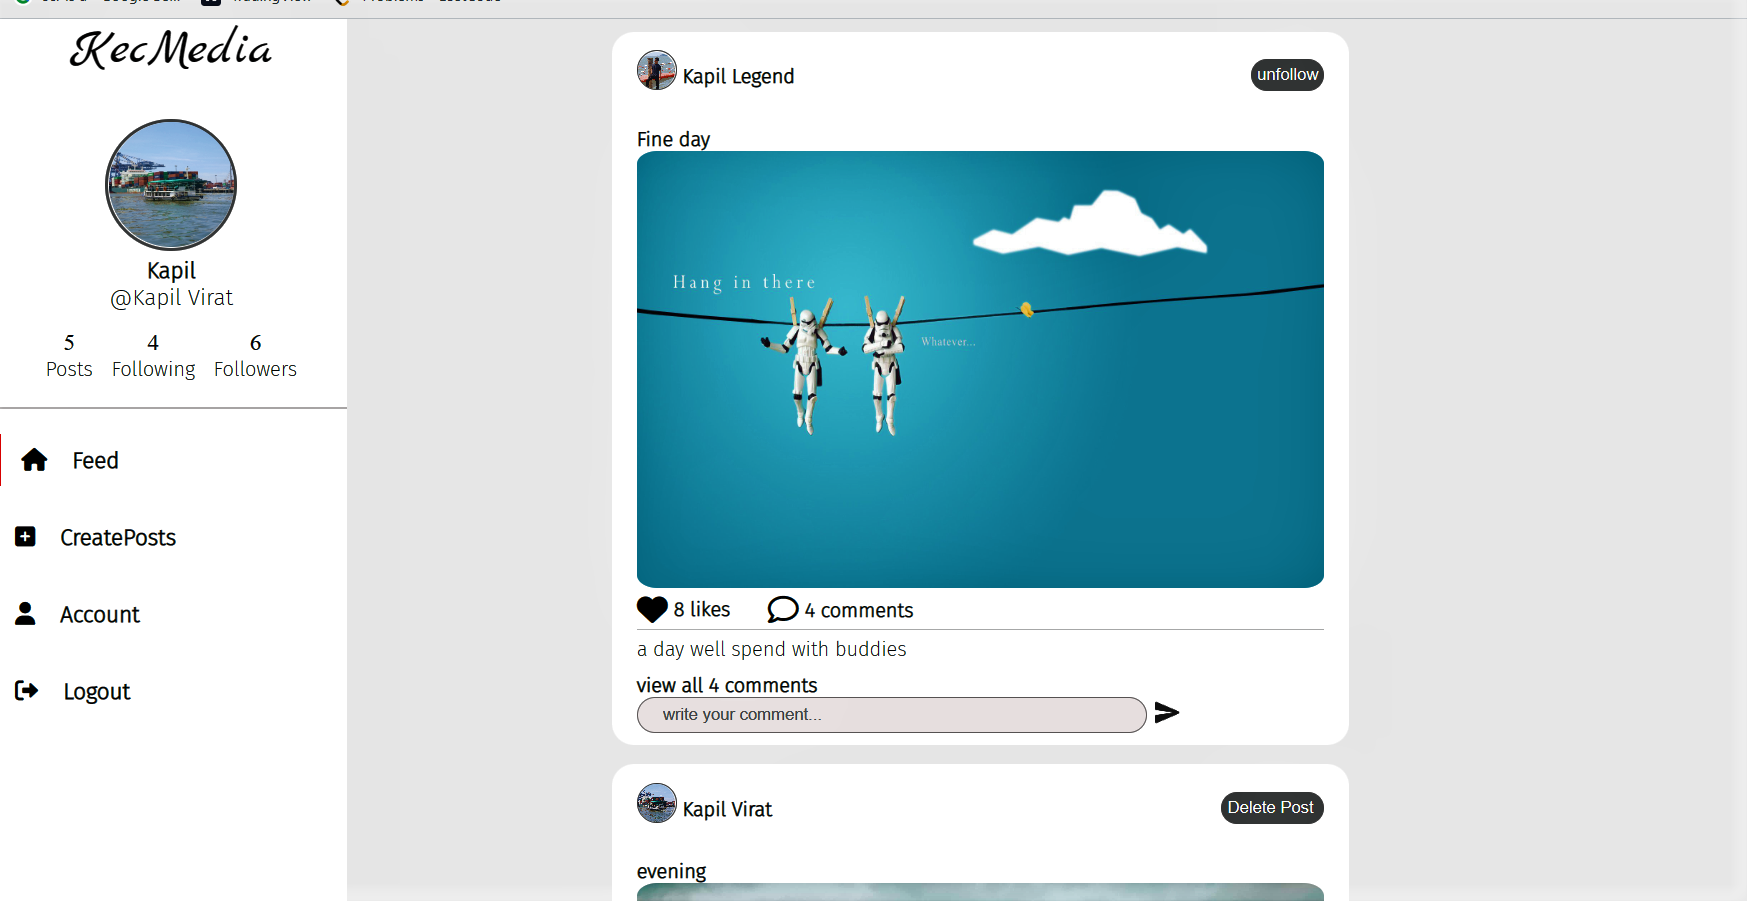 KecMedia
Kapil
@Kapil Virat
5 4 6
Posts Following Followers
Feed
CreatePosts
Account
Logout
Kapil Legend
unfollow
Fine day
Hang in there
Whatever...
8 likes 4 comments
a day well spend with buddies
view all 4 comments
write your comment...
Kapil Virat
Delete Post
evening